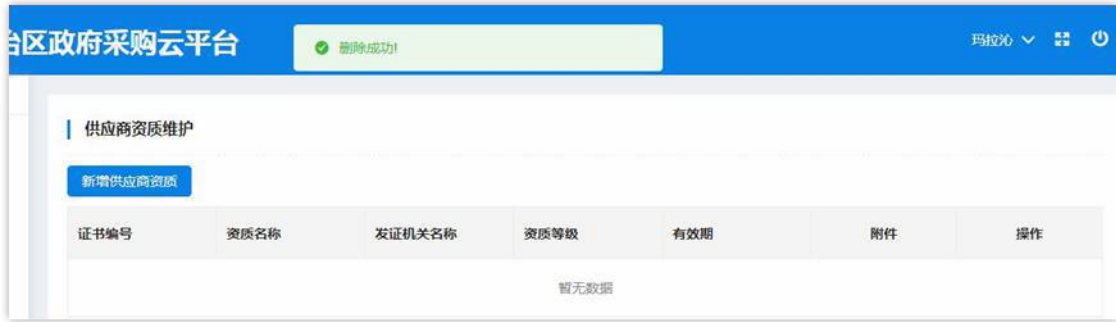 治区政府采购云平台
删除成功!
玛拉沁
供应商资质维护
新增供应商资质
证书编号 资质名称 发证机关名称 资质等级 有效期 附件 操作
暂无数据